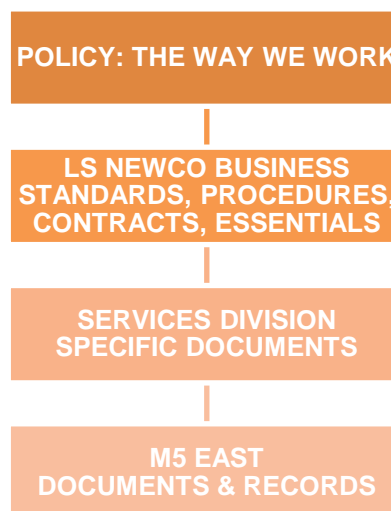 POLICY: THE WAY WE WORK
LS NEWCO BUSINESS
STANDARDS, PROCEDURES,
CONTRACTS, ESSENTIALS
SERVICES DIVISION
SPECIFIC DOCUMENTS
M5 EAST
DOCUMENTS & RECORDS